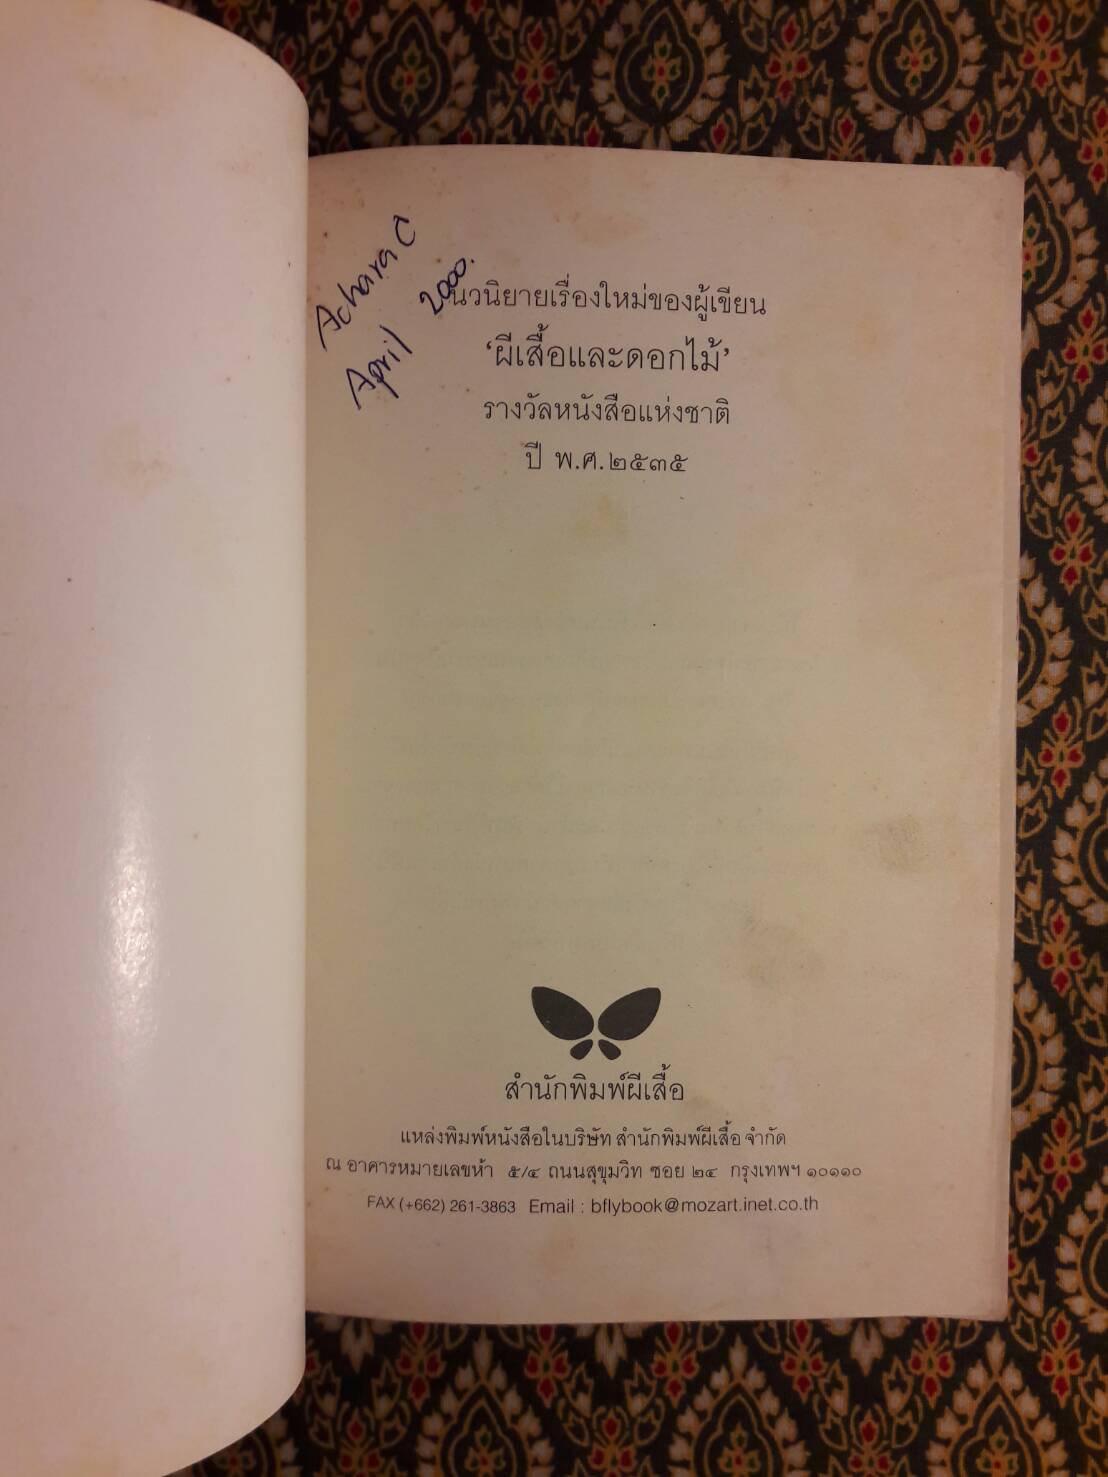 Achara C
April 2000.
นวนิยายเรื่องใหม่ของผู้เขียน
‘ผีเสื้อและดอกไม้’
รางวัลหนังสือแห่งชาติ
ปี พ.ศ.๒๕๓๕
สำนักพิมพ์ผีเสื้อ
แหล่งพิมพ์หนังสือในบริษัท สำนักพิมพ์ผีเสื้อ จำกัด
ณ อาคารหมายเลขห้า ๕/๔ ถนนสุขุมวิท ซอย ๒๔ กรุงเทพฯ ๑๐๑๑๐
FAX (+662) 261-3863 Email : bflybook@mozart.inet.co.th